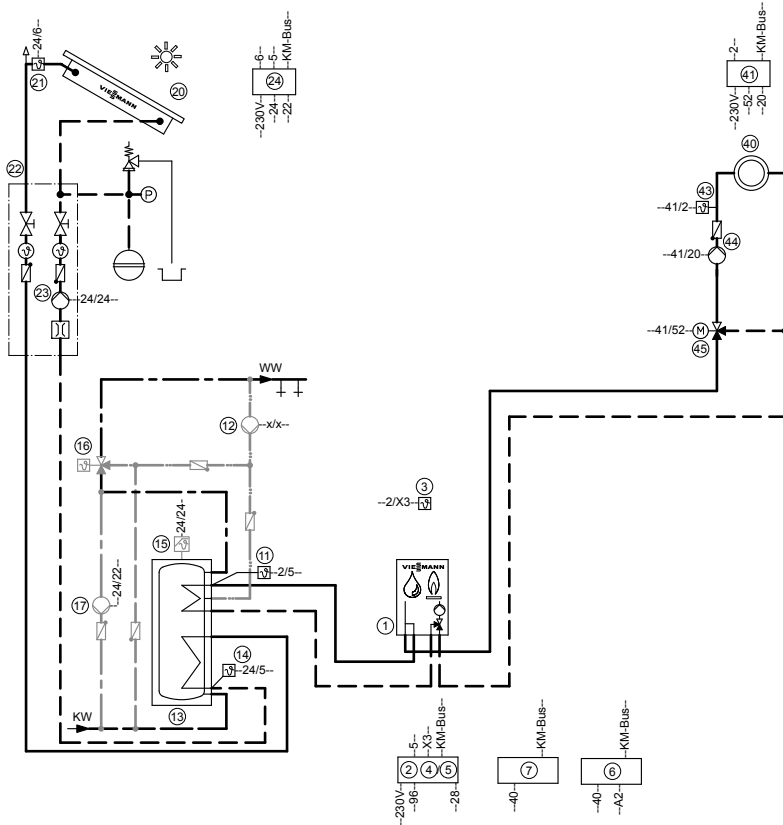 --24/6--
21
VIESMANN
20
--6--
--5--
--KM-Bus--
24
--230V--
--24--
--22--
--2--
--KM-Bus--
41
--230V--
--52--
--20--
22
P
40
--41/2--
43
44
--41/20--
23
--24/24--
--41/52--
M
45
WW
12
--x/x--
16
3
--2/X3--
--24/24--
15
11
--2/5--
VIESMANN
--24/22--
17
1
14
--24/5--
KW
13
--5--
--X3--
--KM-Bus--
2
4
/
5
--230V--
--96--
--28--
--KM-Bus--
7
--40--
--KM-Bus--
6
--40--
--A2--